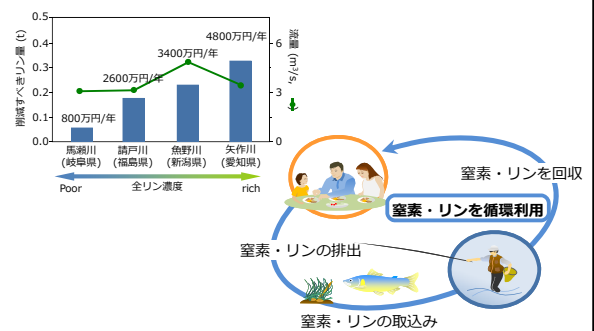 削減すべきリン量 (t)
0.5
0.4
0.3
0.2
0.1
0.0
800万円/年
2600万円/年
3400万円/年
4800万円/年
6
3
0
流量 (m³/s,
馬瀬川
(岐阜県)
請戸川
(福島県)
魚野川
(新潟県)
矢作川
(愛知県)
Poor
全リン濃度
rich
窒素・リンを回収
窒素・リンを循環利用
窒素・リンの排出
窒素・リンの取込み